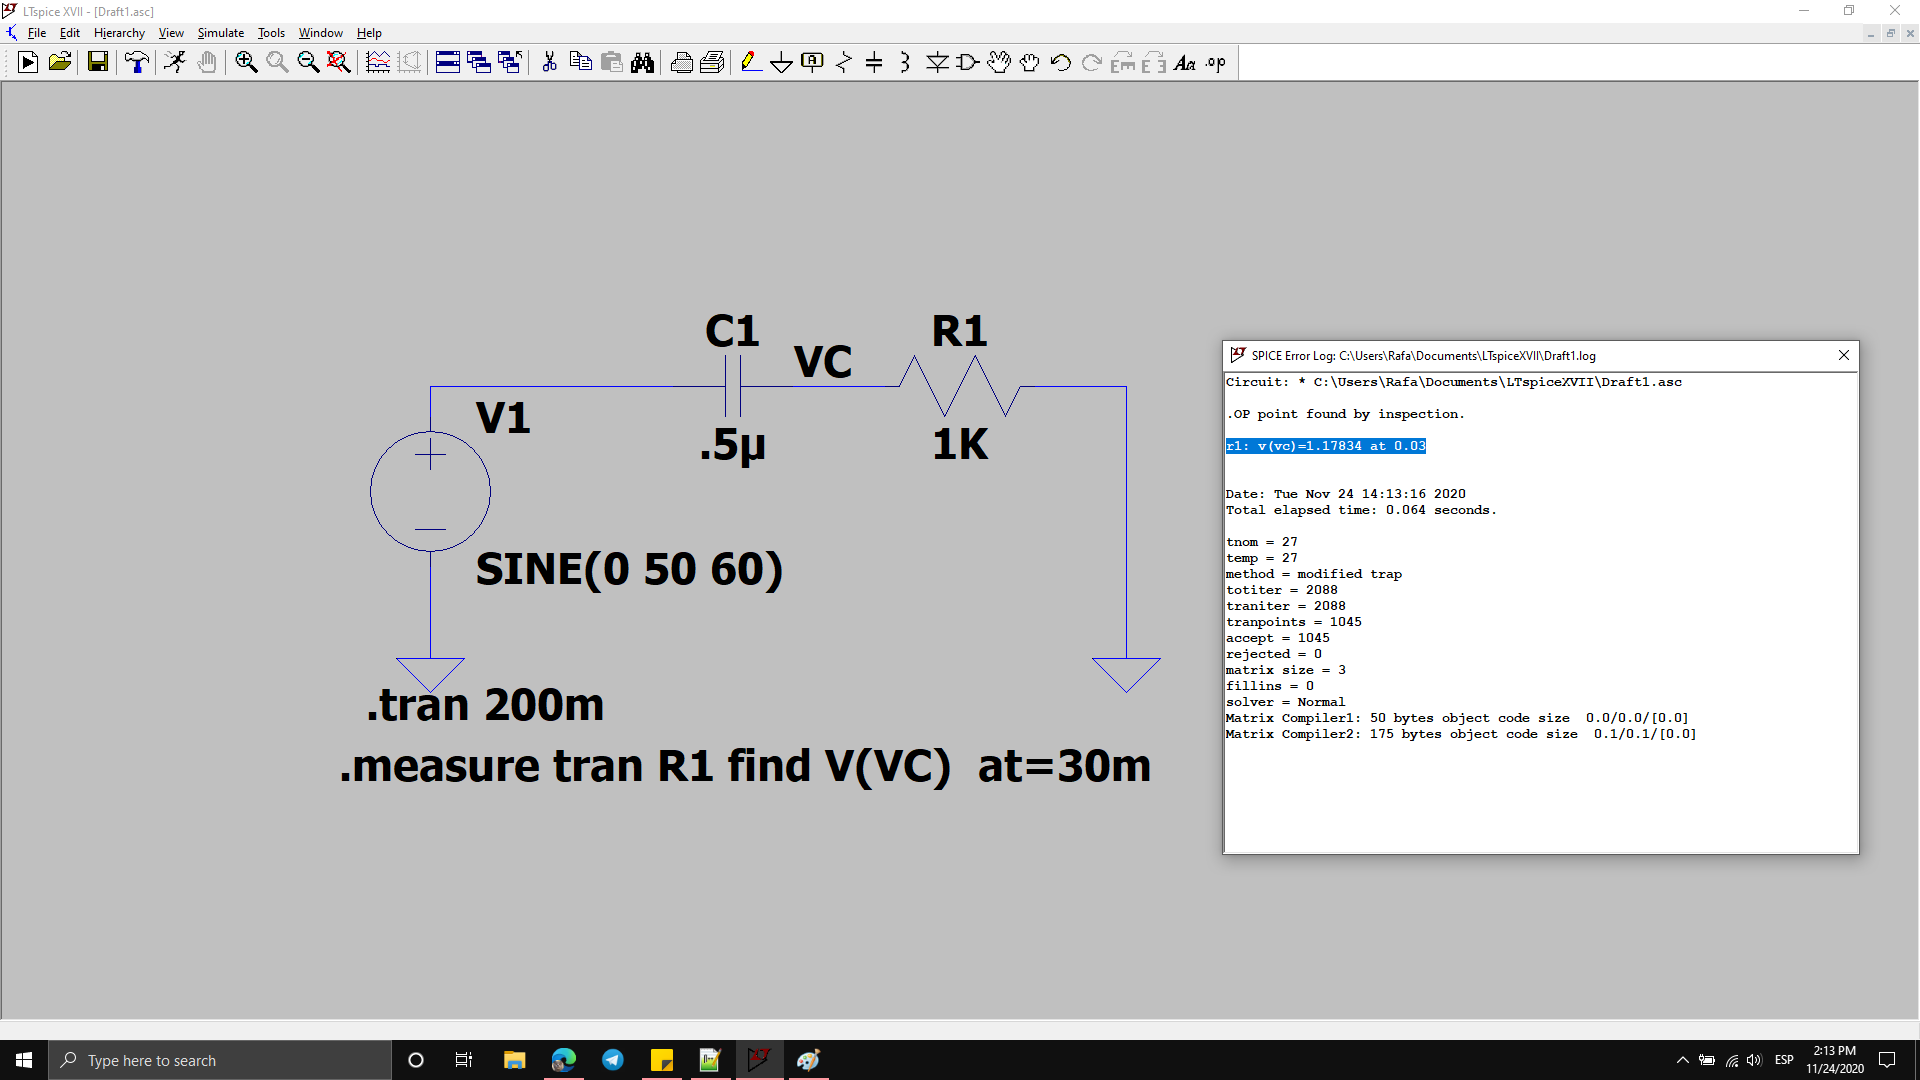 LTspice XVII - [Draft1.asc]
File Edit Hierarchy View Simulate Tools Window Help
Aa .op
C1
R1
VC
V1
.5µ
1K
SINE(0 50 60)
.tran 200m
.measure tran R1 find V(VC)  at=30m
SPICE Error Log: C:\Users\Rafa\Documents\LTspiceXVII\Draft1.log
Circuit: * C:\Users\Rafa\Documents\LTspiceXVII\Draft1.asc
.OP point found by inspection.
r1: v(vc)=1.17834 at 0.03
Date: Tue Nov 24 14:13:16 2020
Total elapsed time: 0.064 seconds.
tnom = 27
temp = 27
method = modified trap
totiter = 2088
traniter = 2088
tranpoints = 1045
accept = 1045
rejected = 0
matrix size = 3
fillins = 0
solver = Normal
Matrix Compiler1: 50 bytes object code size  0.0/0.0/[0.0]
Matrix Compiler2: 175 bytes object code size  0.1/0.1/[0.0]
Type here to search
ESP
2:13 PM
11/24/2020